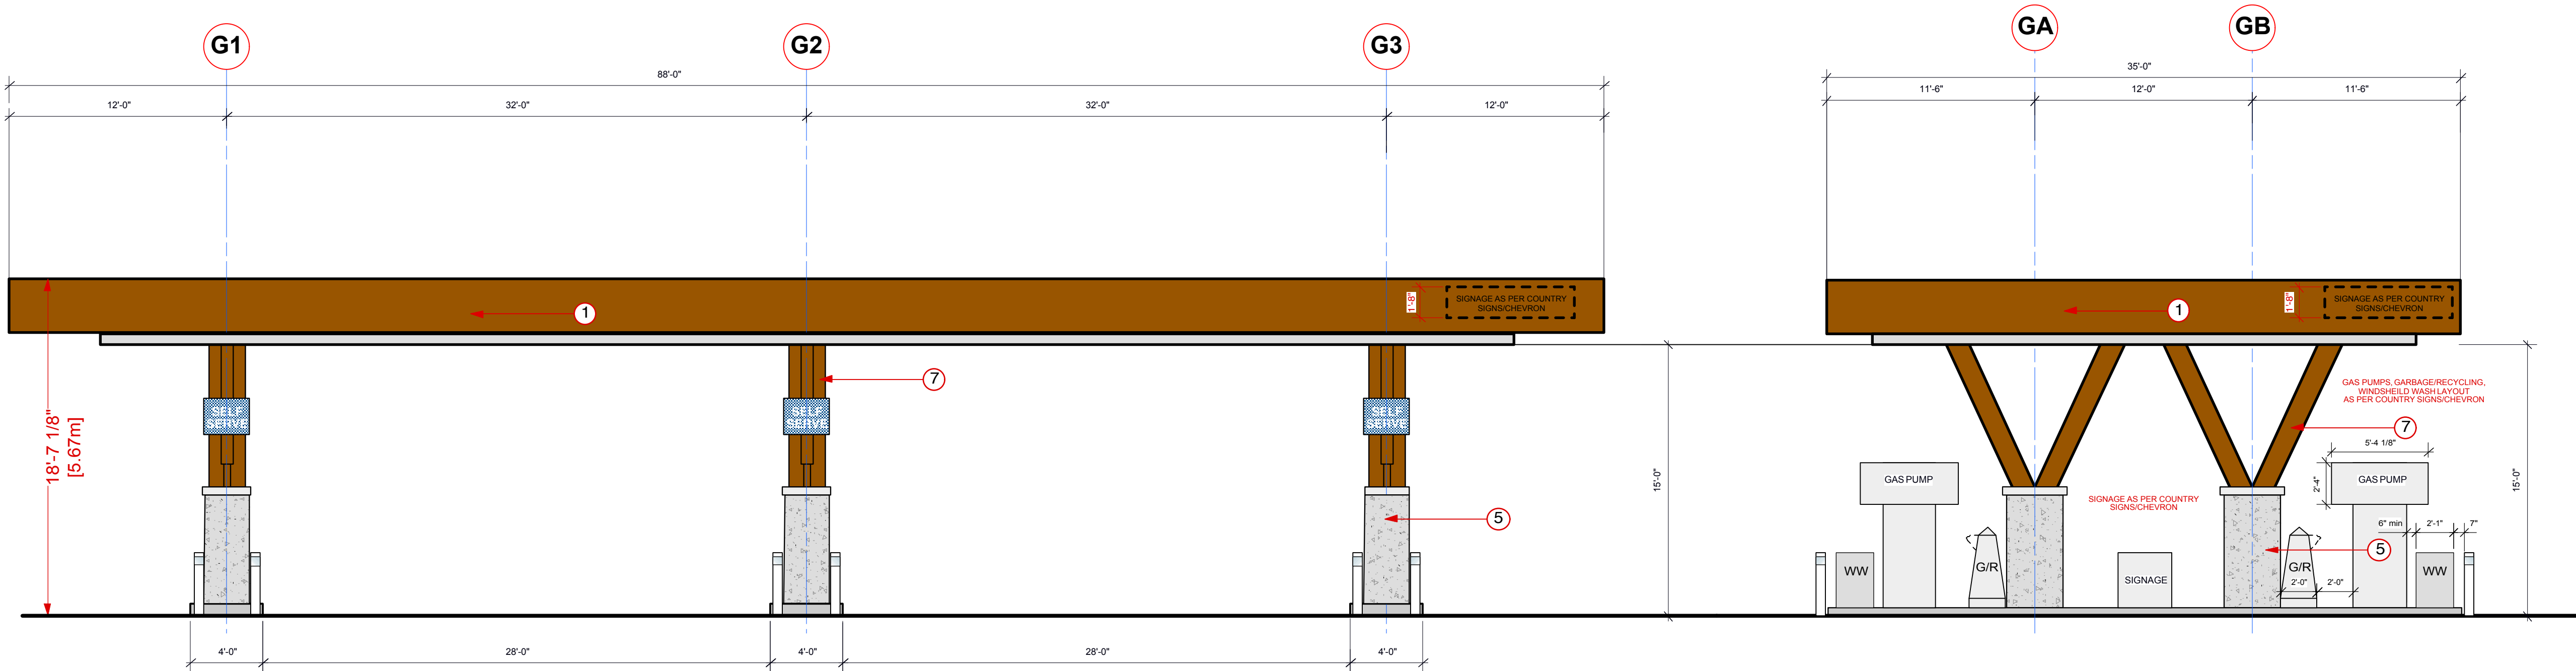 G1
G2
G3
GA
GB
88'-0"
35'-0"
12'-0"
32'-0"
32'-0"
12'-0"
11'-6"
12'-0"
11'-6"
1
1'-8"
SIGNAGE AS PER COUNTRY
SIGNS/CHEVRON
1
1'-8"
SIGNAGE AS PER COUNTRY
SIGNS/CHEVRON
18'-7 1/8"
[5.67m]
SELF
SERVE
SELF
SERVE
SELF
SERVE
7
5
15'-0"
GAS PUMPS, GARBAGE/RECYCLING,
WINDSHEILD WASH LAYOUT
AS PER COUNTRY SIGNS/CHEVRON
7
5'-4 1/8"
2'-4"
GAS PUMP
GAS PUMP
15'-0"
SIGNAGE AS PER COUNTRY
SIGNS/CHEVRON
6" min
2'-1"
7"
5
WW
G/R
SIGNAGE
G/R
2'-0"
2'-0"
WW
4'-0"
28'-0"
4'-0"
28'-0"
4'-0"